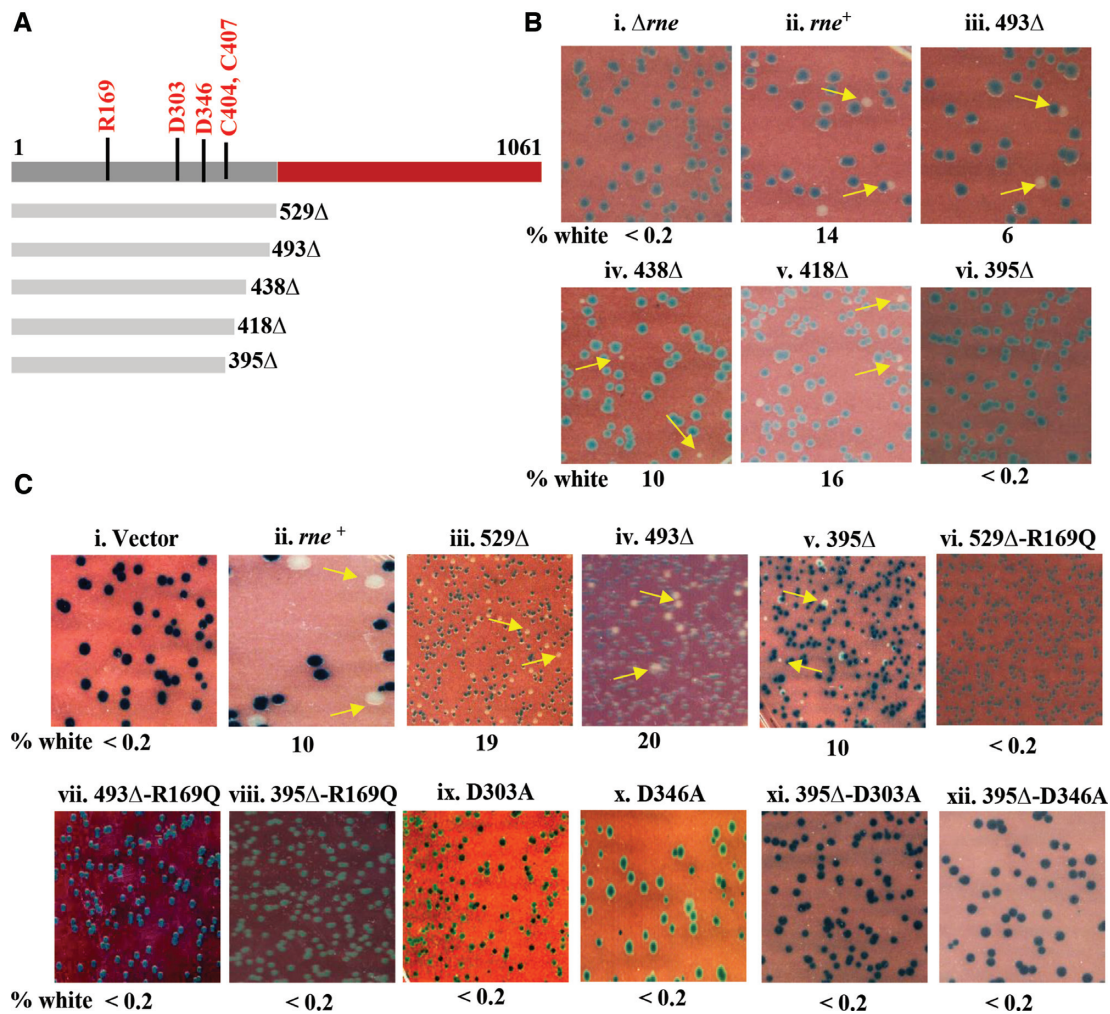 A
R169
D303
D346
C404, C407
1
1061
529Δ
493Δ
438Δ
418Δ
395Δ
B
i. Δrne
ii. rne+
iii. 493Δ
% white < 0.2
14
6
iv. 438Δ
v. 418Δ
vi. 395Δ
% white 10
16
< 0.2
C
i. Vector
ii. rne +
iii. 529Δ
iv. 493Δ
v. 395Δ
vi. 529Δ-R169Q
% white < 0.2
10
19
20
10
< 0.2
vii. 493Δ-R169Q
viii. 395Δ-R169Q
ix. D303A
x. D346A
xi. 395Δ-D303A
xii. 395Δ-D346A
% white < 0.2
< 0.2
< 0.2
< 0.2
< 0.2
< 0.2